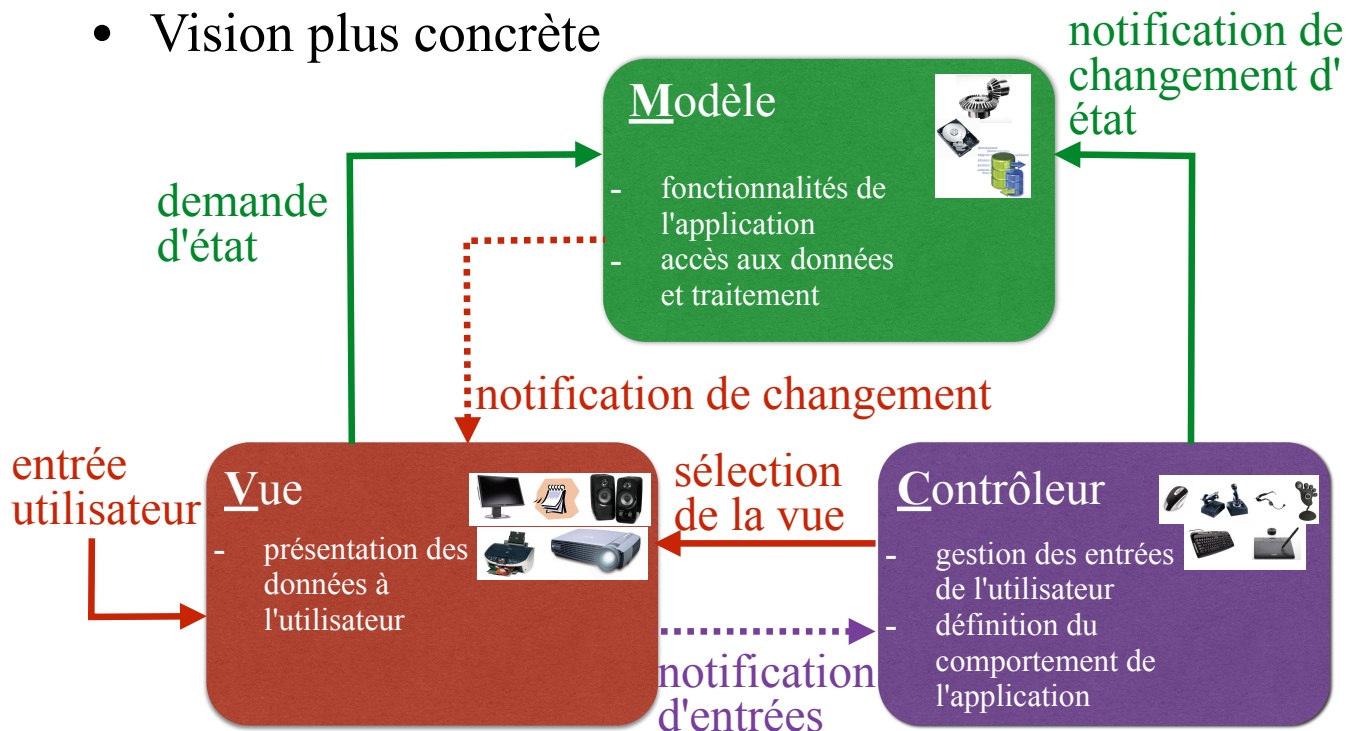 • Vision plus concrète
notification de
changement d'
état
Modèle
- fonctionnalités de
l'application
- accès aux données
et traitement
demande
d'état
notification de changement
entrée
utilisateur
Vue
- présentation des
données à
l'utilisateur
sélection
de la vue
notification
d'entrées
Contrôleur
- gestion des entrées
de l'utilisateur
- définition du
comportement de
l'application